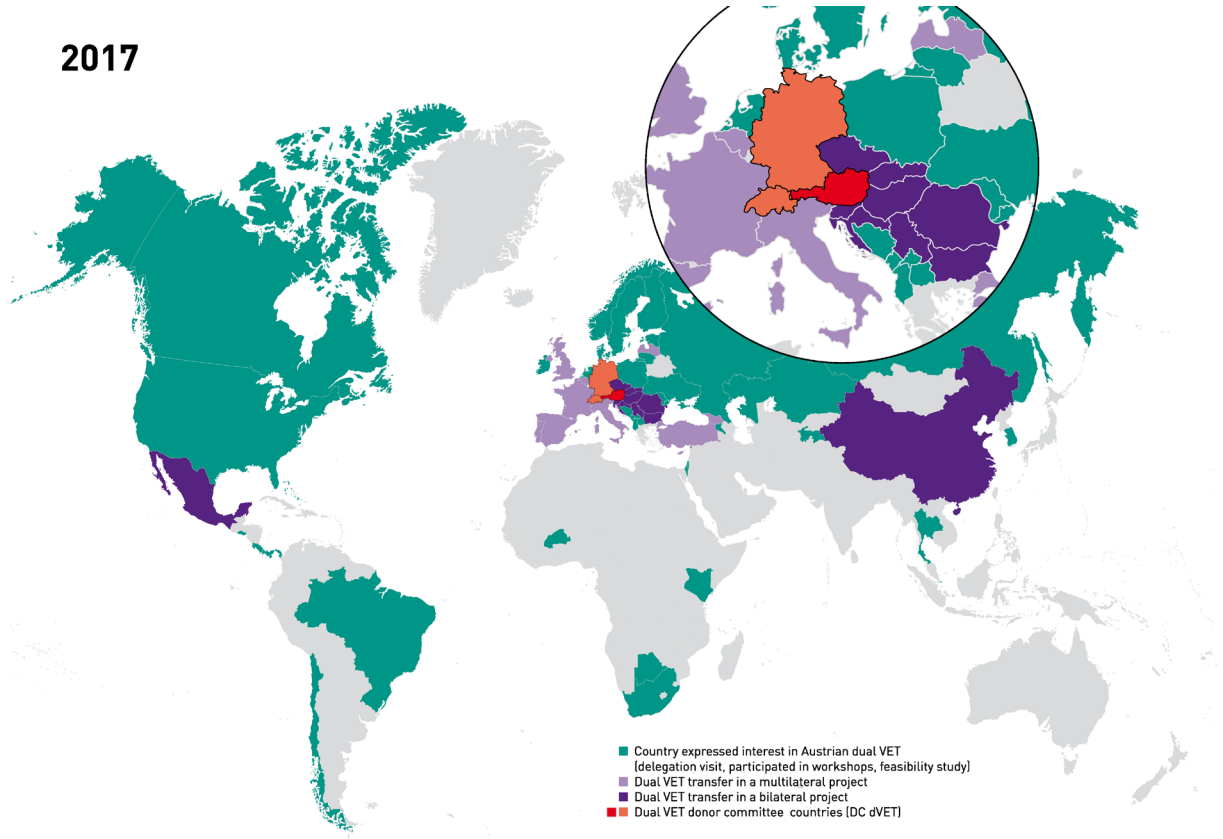 2017
Country expressed interest in Austrian dual VET
(delegation visit, participated in workshops, feasibility study)
Dual VET transfer in a multilateral project
Dual VET transfer in a bilateral project
Dual VET donor committee countries (DC dVET)